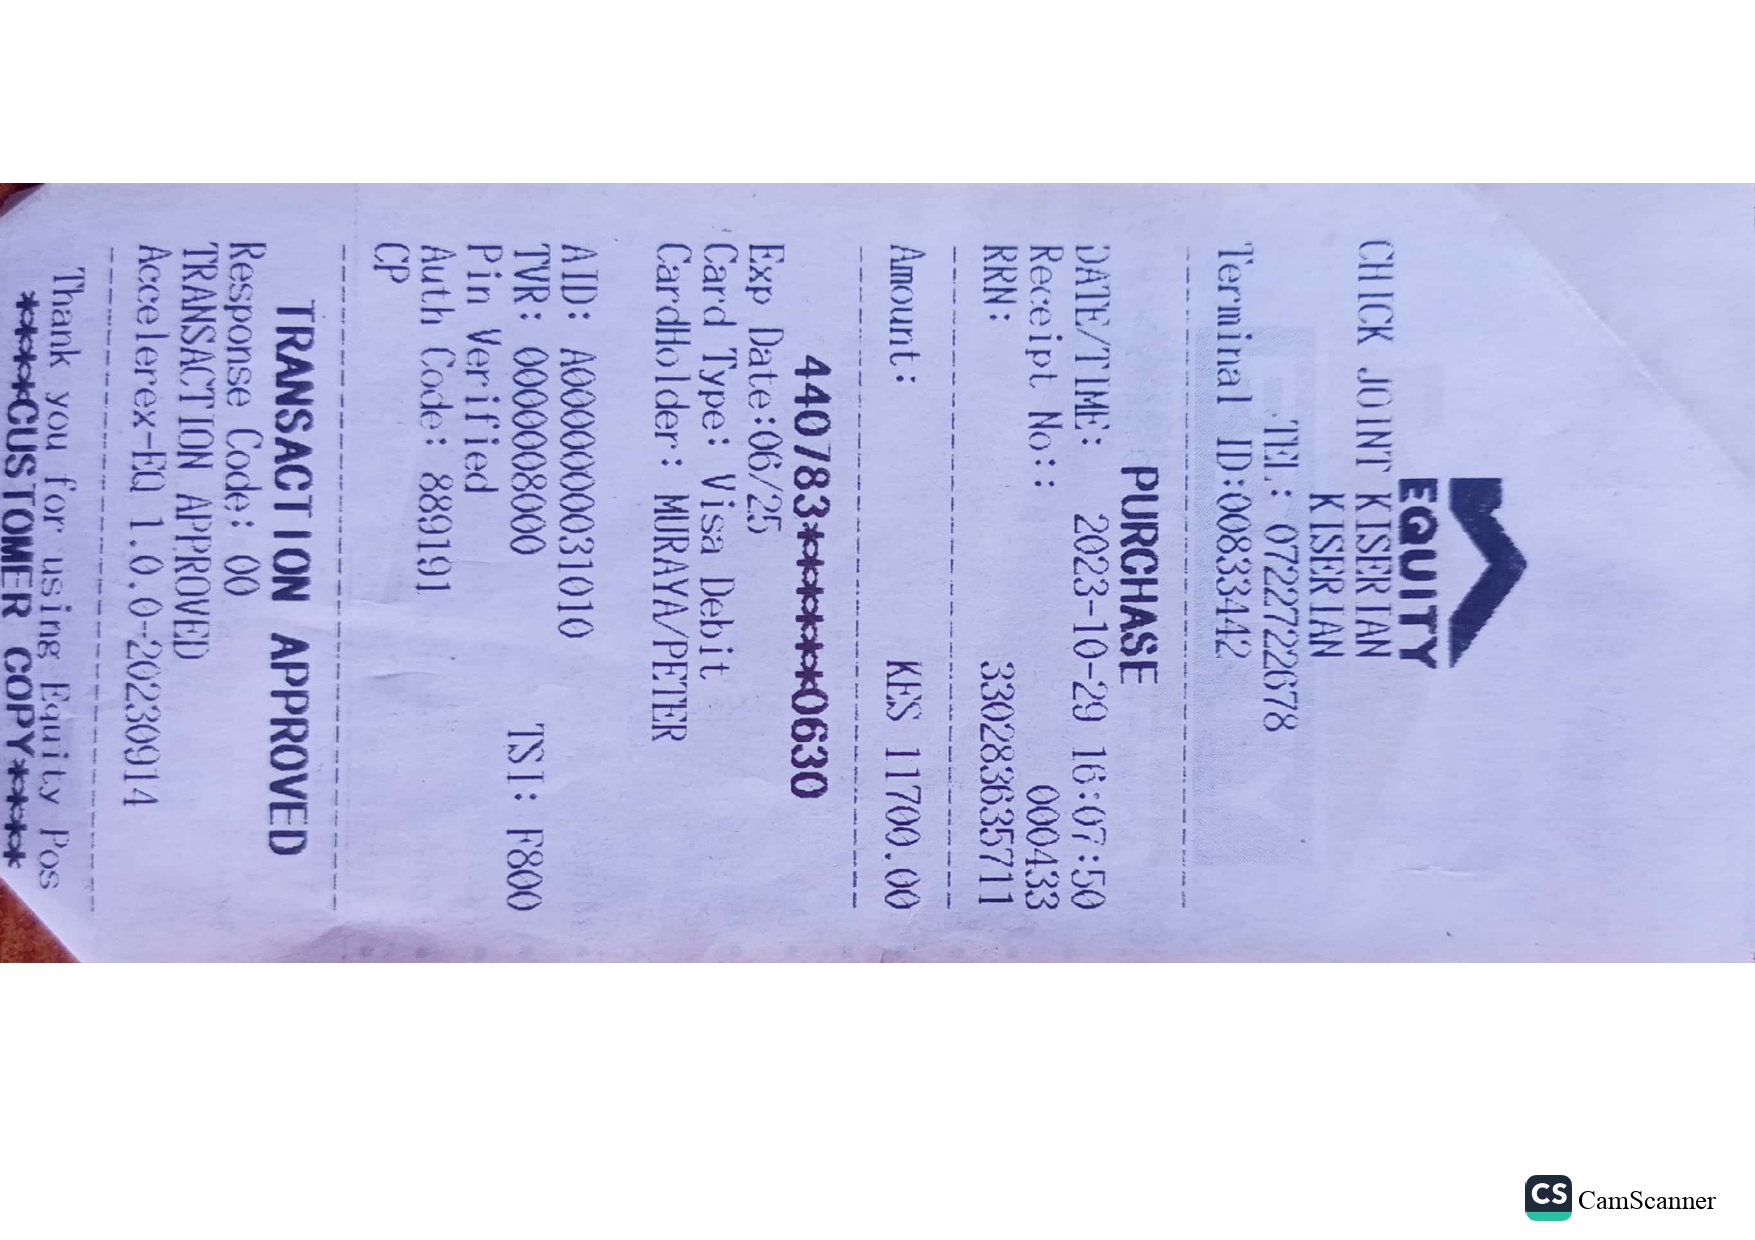 EQUITY
CHICK JOINT KISERIAN
KISERIAN
TEL: 0722722678
Terminal ID:00833442
PURCHASE
DATE/TIME: 2023-10-29 16:07:50
Receipt No:: 000433
RRN: 330283635711
Amount: KES 11700.00
440783******0630
Exp Date:06/25
Card Type: Visa Debit
CardHolder: MURAYA/PETER
AID: A0000000031010
TVR: 0000008000 TSI: F800
Pin Verified
Auth Code: 889191
CP
TRANSACTION APPROVED
Response Code: 00
TRANSACTION APPROVED
Accelerex-EQ 1.0.0-20230914
Thank you for using Equity Pos
****CUSTOMER COPY****
CS CamScanner